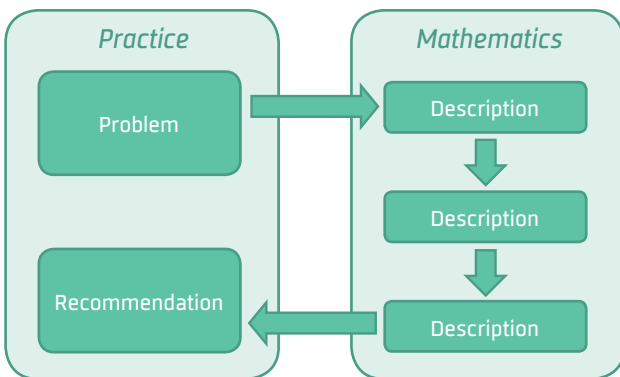 Practice
Problem
Recommendation
Mathematics
Description
Description
Description